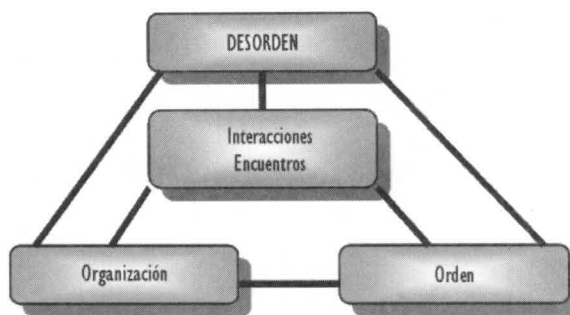 DESORDEN
Interacciones
Encuentros
Organización
Orden